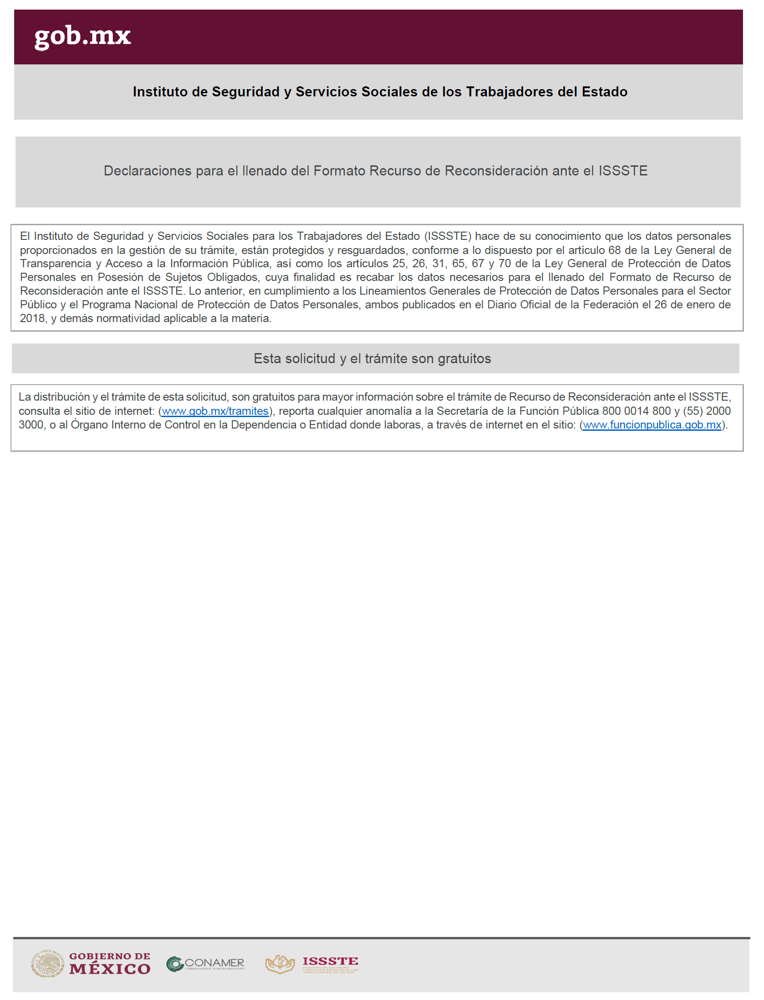 gob.mx
Instituto de Seguridad y Servicios Sociales de los Trabajadores del Estado
Declaraciones para el llenado del Formato Recurso de Reconsideración ante el ISSSTE
El Instituto de Seguridad y Servicios Sociales para los Trabajadores del Estado (ISSSTE) hace de su conocimiento que los datos personales
proporcionados en la gestión de su trámite, están protegidos y resguardados, conforme a lo dispuesto por el artículo 68 de la Ley General de
Transparencia y Acceso a la Información Pública, así como los artículos 25, 26, 31, 65, 67 y 70 de la Ley General de Protección de Datos
Personales en Posesión de Sujetos Obligados, cuya finalidad es recabar los datos necesarios para el llenado del Formato de Recurso de
Reconsideración ante el ISSSTE. Lo anterior, en cumplimiento a los Lineamientos Generales de Protección de Datos Personales para el Sector
Público y el Programa Nacional de Protección de Datos Personales, ambos publicados en el Diario Oficial de la Federación el 26 de enero de
2018, y demás normatividad aplicable a la materia.
Esta solicitud y el trámite son gratuitos
La distribución y el trámite de esta solicitud, son gratuitos para mayor información sobre el trámite de Recurso de Reconsideración ante el ISSSTE,
consulta el sitio de internet: (www.gob.mx/tramites), reporta cualquier anomalía a la Secretaría de la Función Pública 800 0014 800 y (55) 2000
3000, o al Órgano Interno de Control en la Dependencia o Entidad donde laboras, a través de internet en el sitio: (www.funcionpublica.gob.mx).
ESTADOS UNIDOS MEXICANOS
GOBIERNO DE
MÉXICO
CONAMER
COMISIÓN NACIONAL DE MEJORA REGULATORIA
ISSSTE
INSTITUTO DE SEGURIDAD
Y SERVICIOS SOCIALES DE LOS
TRABAJADORES DEL ESTADO